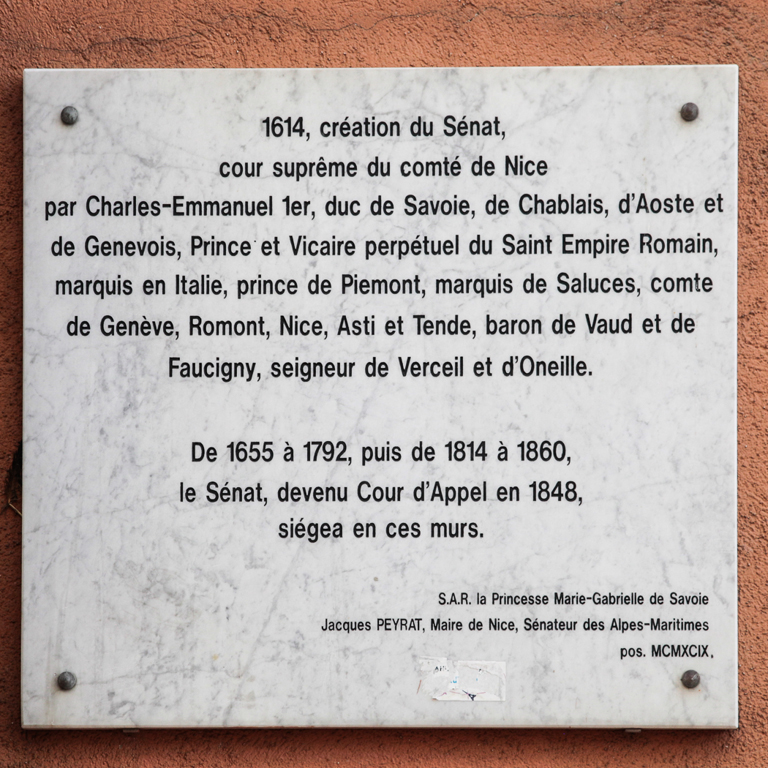 1614, création du Sénat,
cour suprême du comté de Nice
par Charles-Emmanuel 1er, duc de Savoie, de Chablais, d'Aoste et
de Genevois, Prince et Vicaire perpétuel du Saint Empire Romain,
marquis en Italie, prince de Piemont, marquis de Saluces, comte
de Genève, Romont, Nice, Asti et Tende, baron de Vaud et de
Faucigny, seigneur de Verceil et d'Oneille.
De 1655 à 1792, puis de 1814 à 1860,
le Sénat, devenu Cour d'Appel en 1848,
siégea en ces murs.
S.A.R. la Princesse Marie-Gabrielle de Savoie
Jacques PEYRAT, Maire de Nice, Sénateur des Alpes-Maritimes
pos. MCMXCIX.